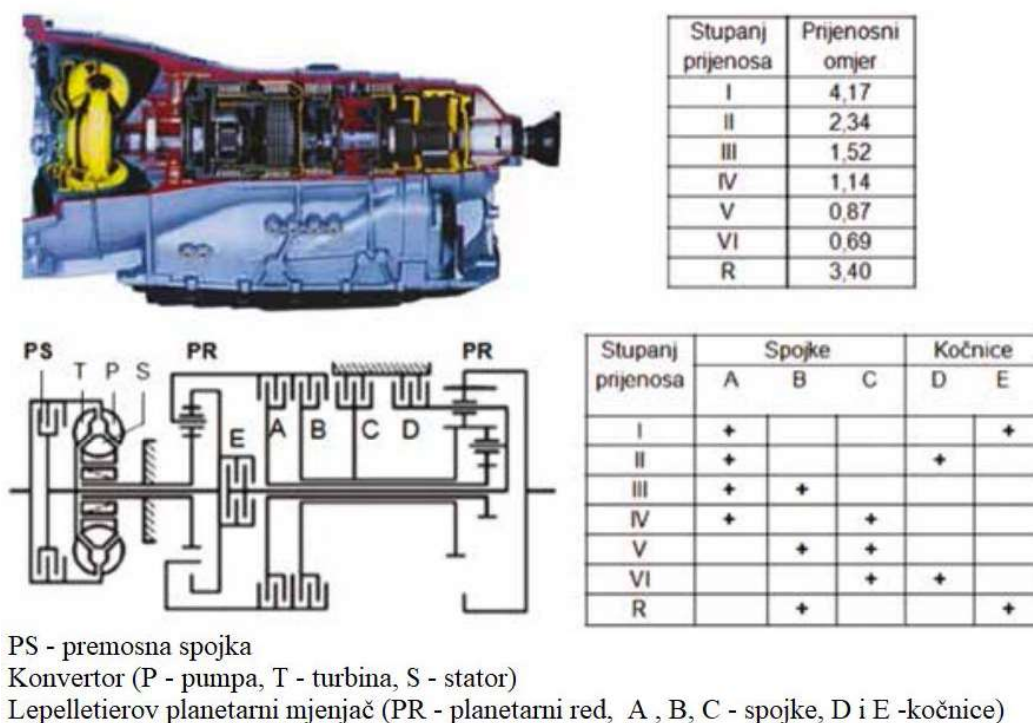 Stupanj prijenosa Prijenosni omjer
I 4,17
II 2,34
III 1,52
IV 1,14
V 0,87
VI 0,69
R 3,40
PS PR PR
T P S
E A B C D
Stupanj prijenosa Spojke Kočnice
A B C D E
I + +
II + +
III + +
IV + +
V + +
VI + +
R + +
PS - premosna spojka
Konvertor (P - pumpa, T - turbina, S - stator)
Lepelletierov planetarni mjenjač (PR - planetarni red, A , B, C - spojke, D i E -kočnice)